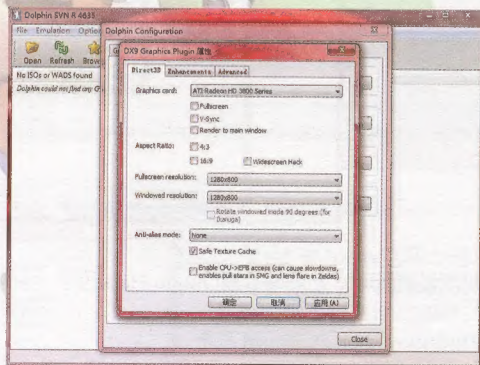 Dolphin SVN R 4633
File Emulation Option
Open Refresh Brow
No ISOs or WADS found
Dolphin could not find any G
Dolphin Configuration
DX9 Graphics Plugin 属性
Direct3D Enhancements Advanced
Graphics card: ATI Radeon HD 3800 Series
Fullscreen
V-Sync
Render to main window
Aspect Ratio: 4:3
16:9 Widescreen Hack
Fullscreen resolution: 1280x800
Windowed resolution: 1280x800
Rotate windowed mode 90 degrees (for
Anti-alias mode: None
Safe Texture Cache
Enable CPU->EFB access (can cause slowdowns,
enables pull stars in SMG and lens flare in Zeldas)
确定 取消 应用(A)
Close